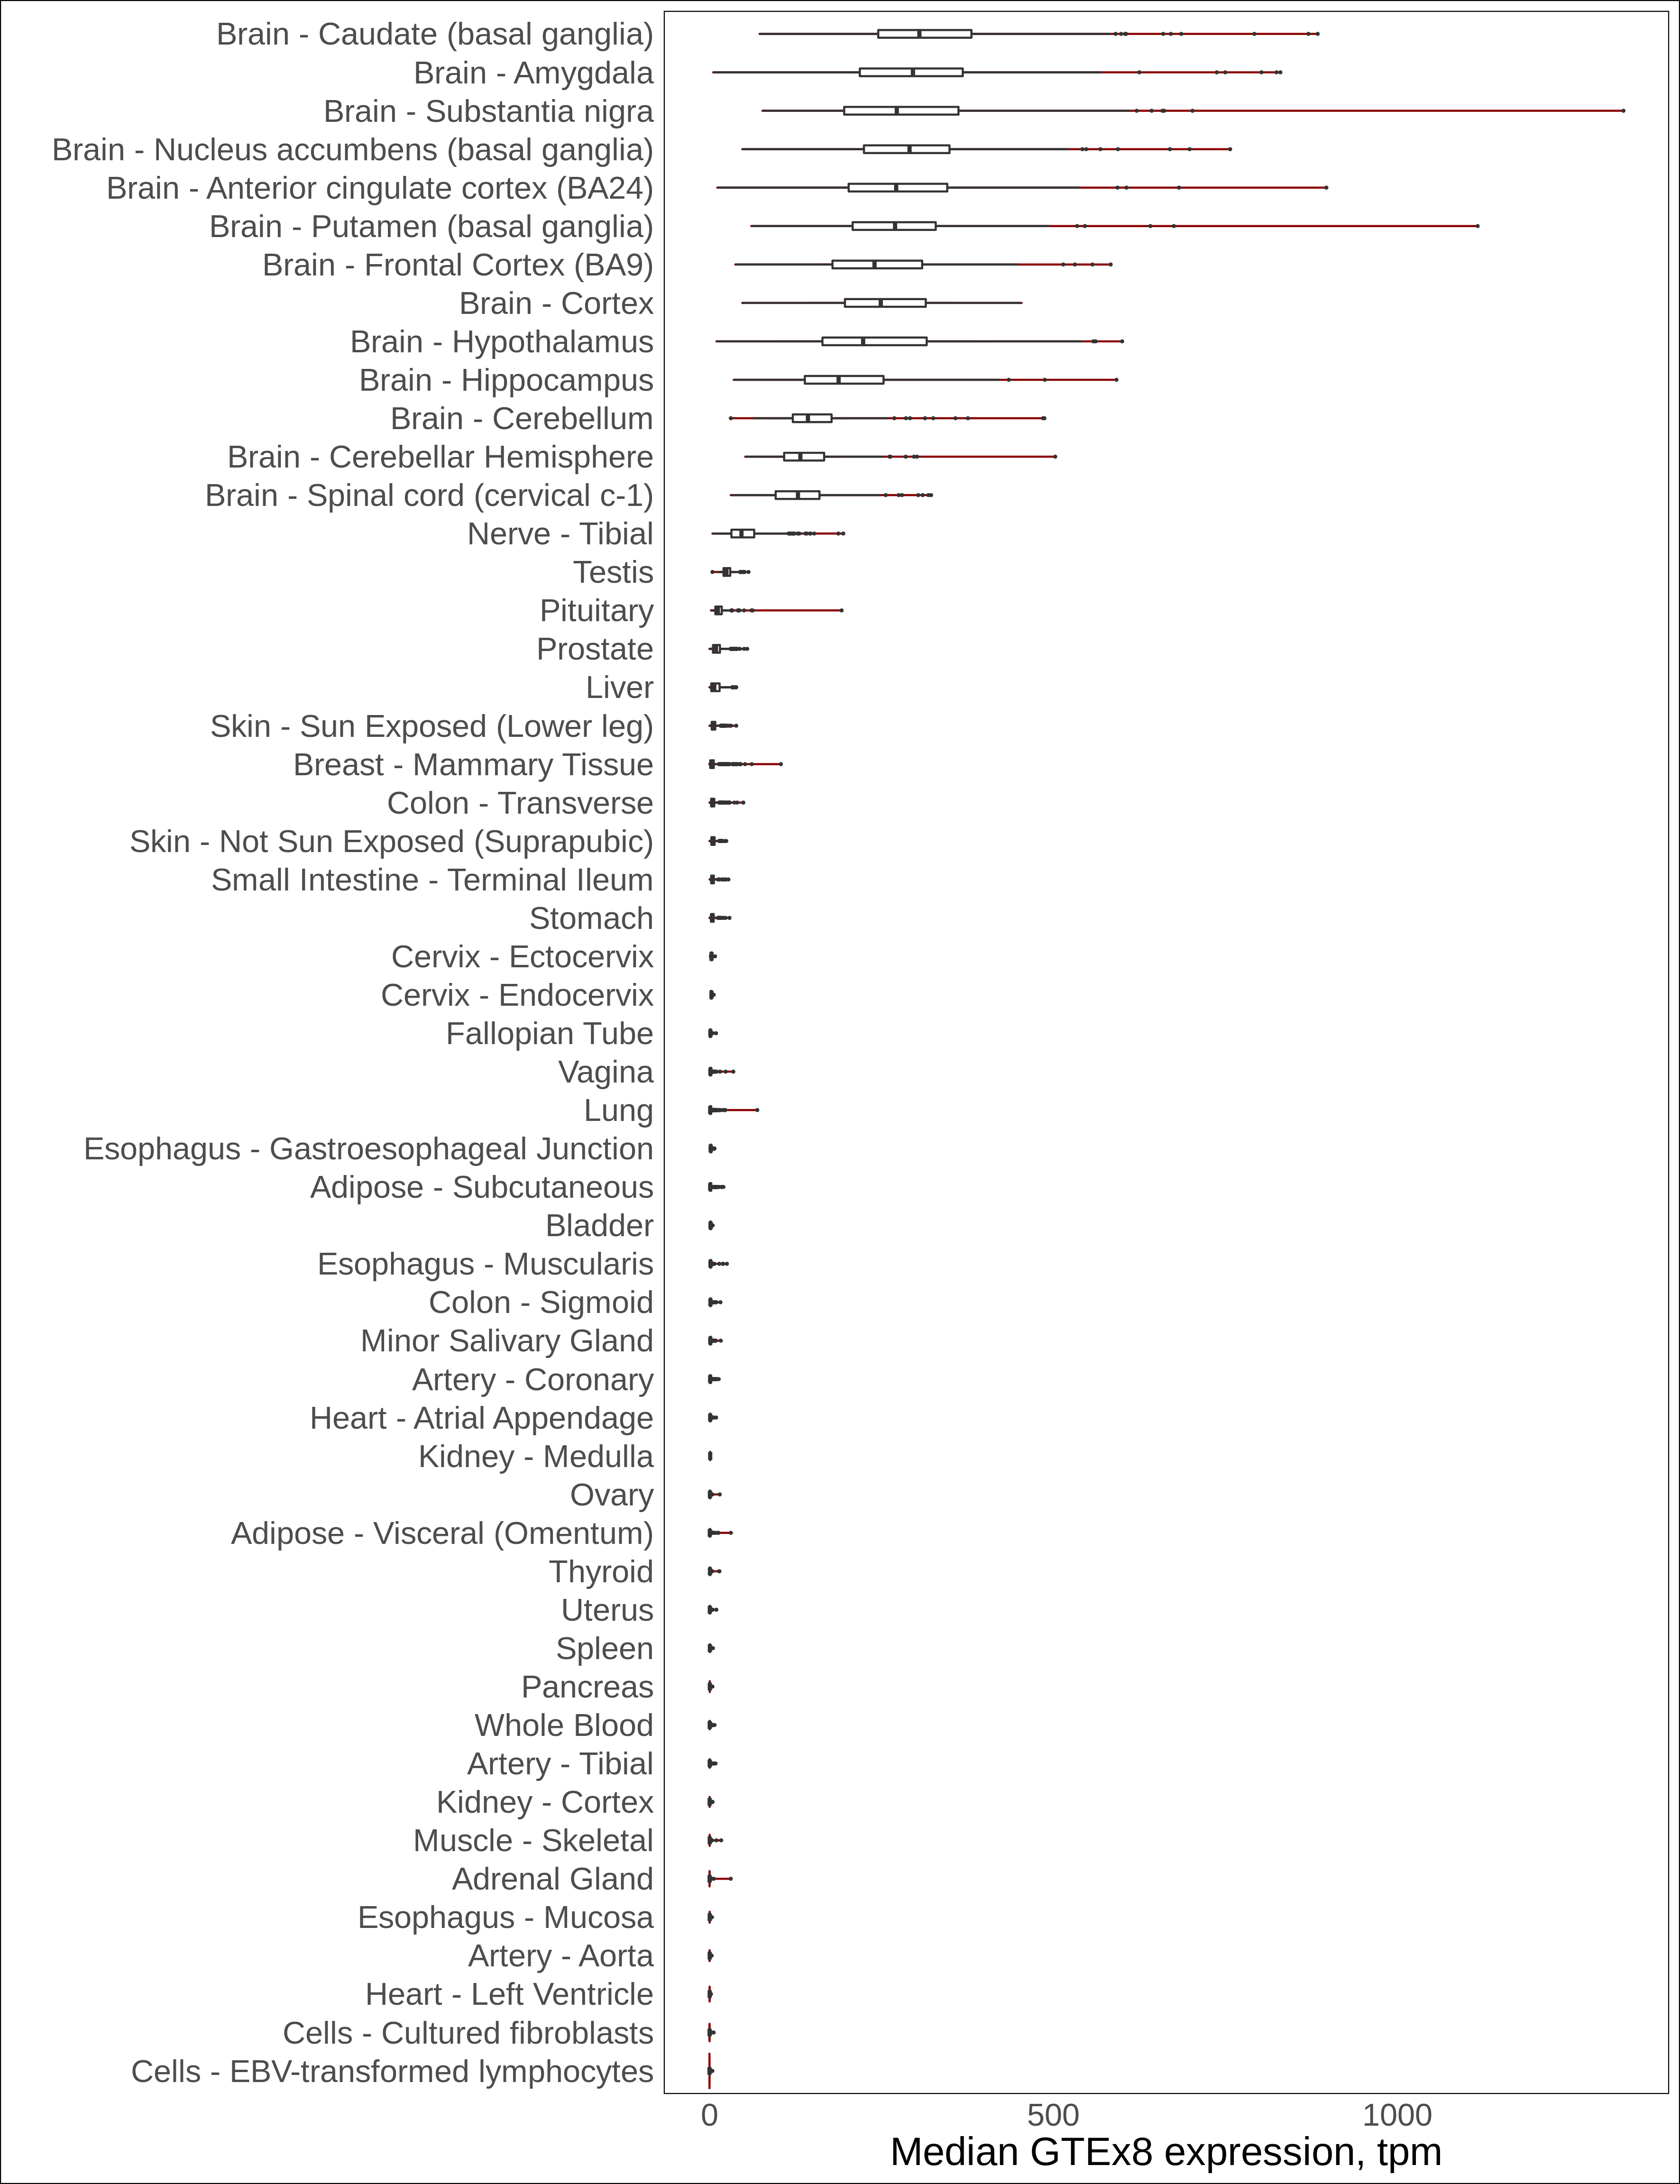 Brain - Caudate (basal ganglia)
Brain - Amygdala
Brain - Substantia nigra
Brain - Nucleus accumbens (basal ganglia)
Brain - Anterior cingulate cortex (BA24)
Brain - Putamen (basal ganglia)
Brain - Frontal Cortex (BA9)
Brain - Cortex
Brain - Hypothalamus
Brain - Hippocampus
Brain - Cerebellum
Brain - Cerebellar Hemisphere
Brain - Spinal cord (cervical c-1)
Nerve - Tibial
Testis
Pituitary
Prostate
Liver
Skin - Sun Exposed (Lower leg)
Breast - Mammary Tissue
Colon - Transverse
Skin - Not Sun Exposed (Suprapubic)
Small Intestine - Terminal Ileum
Stomach
Cervix - Ectocervix
Cervix - Endocervix
Fallopian Tube
Vagina
Lung
Esophagus - Gastroesophageal Junction
Adipose - Subcutaneous
Bladder
Esophagus - Muscularis
Colon - Sigmoid
Minor Salivary Gland
Artery - Coronary
Heart - Atrial Appendage
Kidney - Medulla
Ovary
Adipose - Visceral (Omentum)
Thyroid
Uterus
Spleen
Pancreas
Whole Blood
Artery - Tibial
Kidney - Cortex
Muscle - Skeletal
Adrenal Gland
Esophagus - Mucosa
Artery - Aorta
Heart - Left Ventricle
Cells - Cultured fibroblasts
Cells - EBV-transformed lymphocytes
0 500 1000
Median GTEx8 expression, tpm